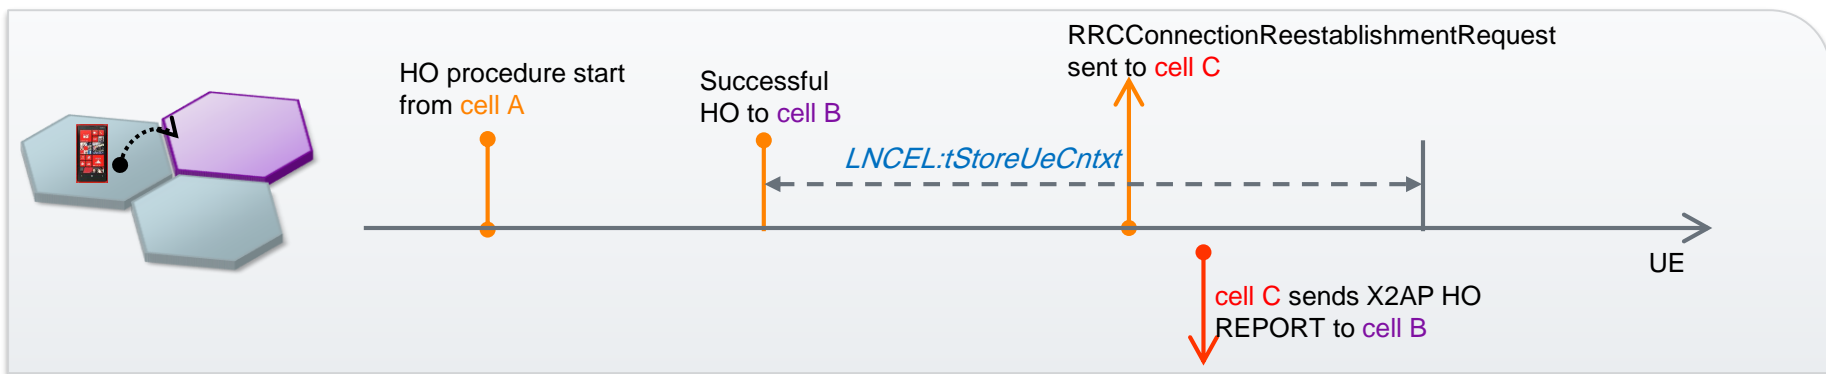 HO procedure start
from cell A
Successful
HO to cell B
RRCConnectionReestablishmentRequest
sent to cell C
LNCEL:tStoreUeCntxt
UE
cell C sends X2AP HO
REPORT to cell B